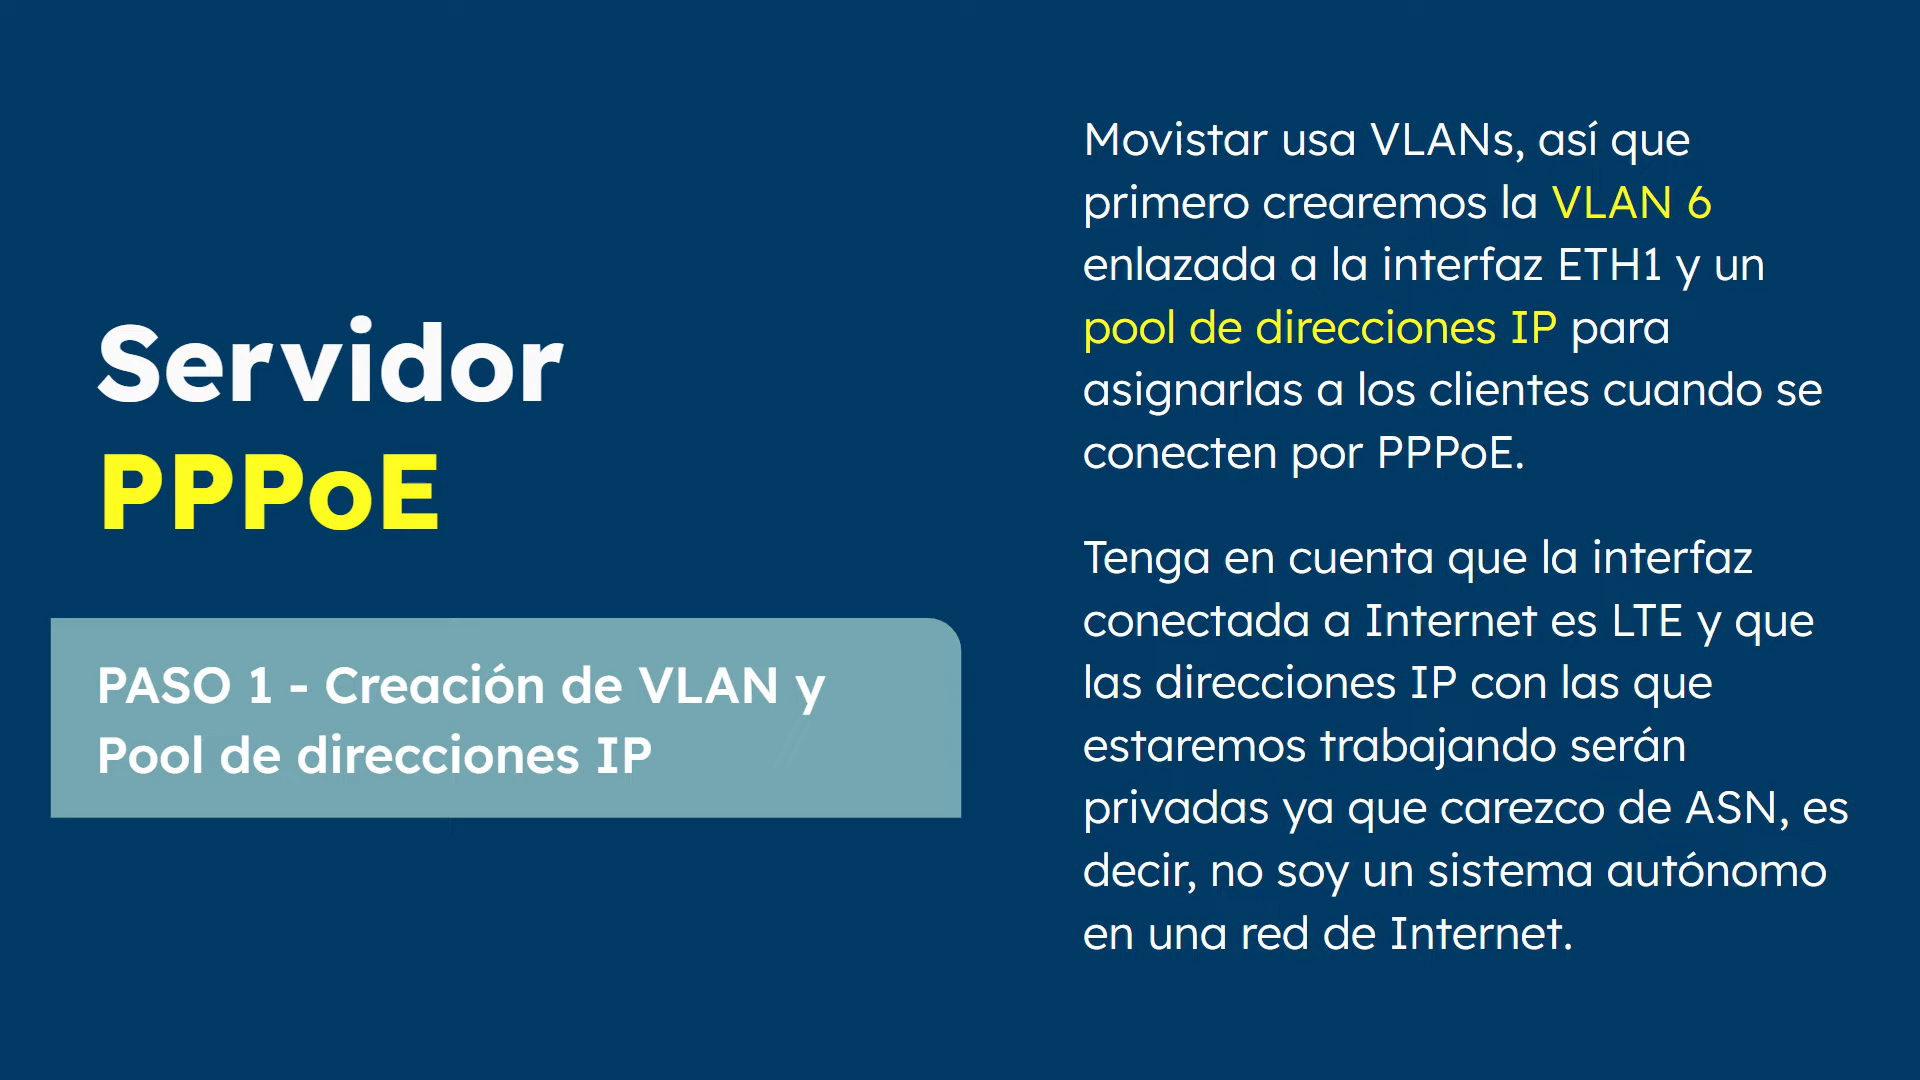 Servidor
PPPoE
PASO 1 - Creación de VLAN y
Pool de direcciones IP
Movistar usa VLANs, así que
primero crearemos la VLAN 6
enlazada a la interfaz ETH1 y un
pool de direcciones IP para
asignarlas a los clientes cuando se
conecten por PPPoE.
Tenga en cuenta que la interfaz
conectada a Internet es LTE y que
las direcciones IP con las que
estaremos trabajando serán
privadas ya que carezco de ASN, es
decir, no soy un sistema autónomo
en una red de Internet.